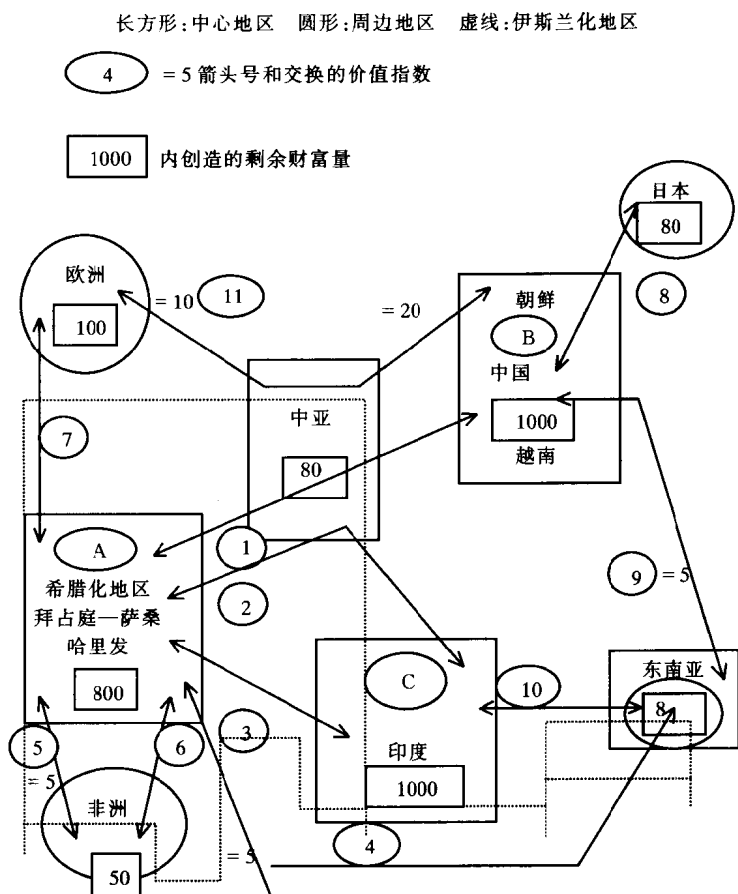 长方形:中心地区 圆形:周边地区 虚线:伊斯兰化地区
4 = 5 箭头号和交换的价值指数
1000 内创造的剩余财富量
日本
80
欧洲
100
= 10
11
= 20
朝鲜
B
中国
1000
越南
8
中亚
80
7
A
希腊化地区
拜占庭—萨桑
哈里发
800
1
2
9 = 5
C
印度
1000
10
东南亚
8
5
6
3
= 5
非洲
50
= 5
4